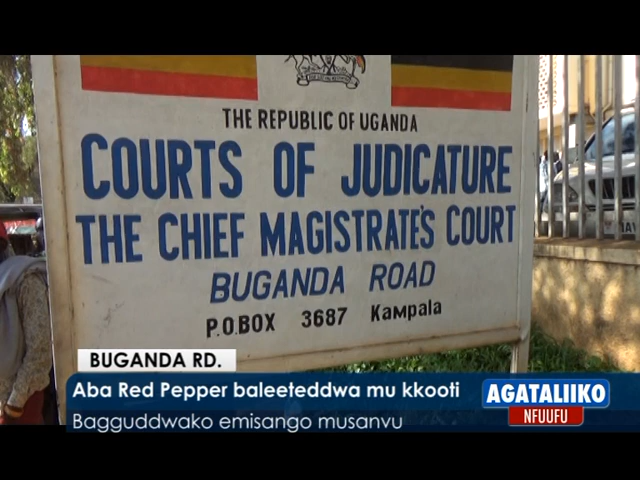 THE REPUBLIC OF UGANDA
COURTS OF JUDICATURE
THE CHIEF MAGISTRATE'S COURT
BUGANDA ROAD
P.O.BOX 3687 Kampala
BUGANDA RD.
Aba Red Pepper baleeteddwa mu kkooti
Bagguddwako emisango musanvu
AGATALIIKO
NFUUFU